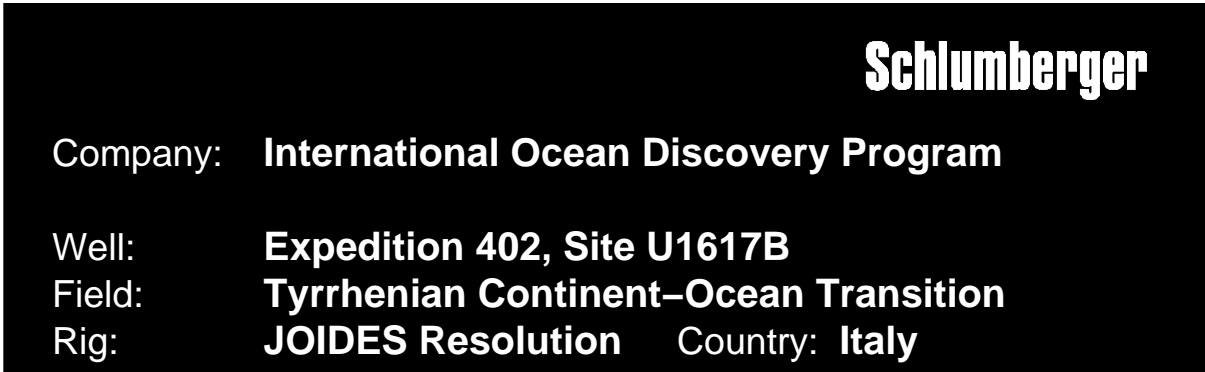 Schlumberger
Company: International Ocean Discovery Program
Well: Expedition 402, Site U1617B
Field: Tyrrhenian Continent−Ocean Transition
Rig: JOIDES Resolution Country: Italy